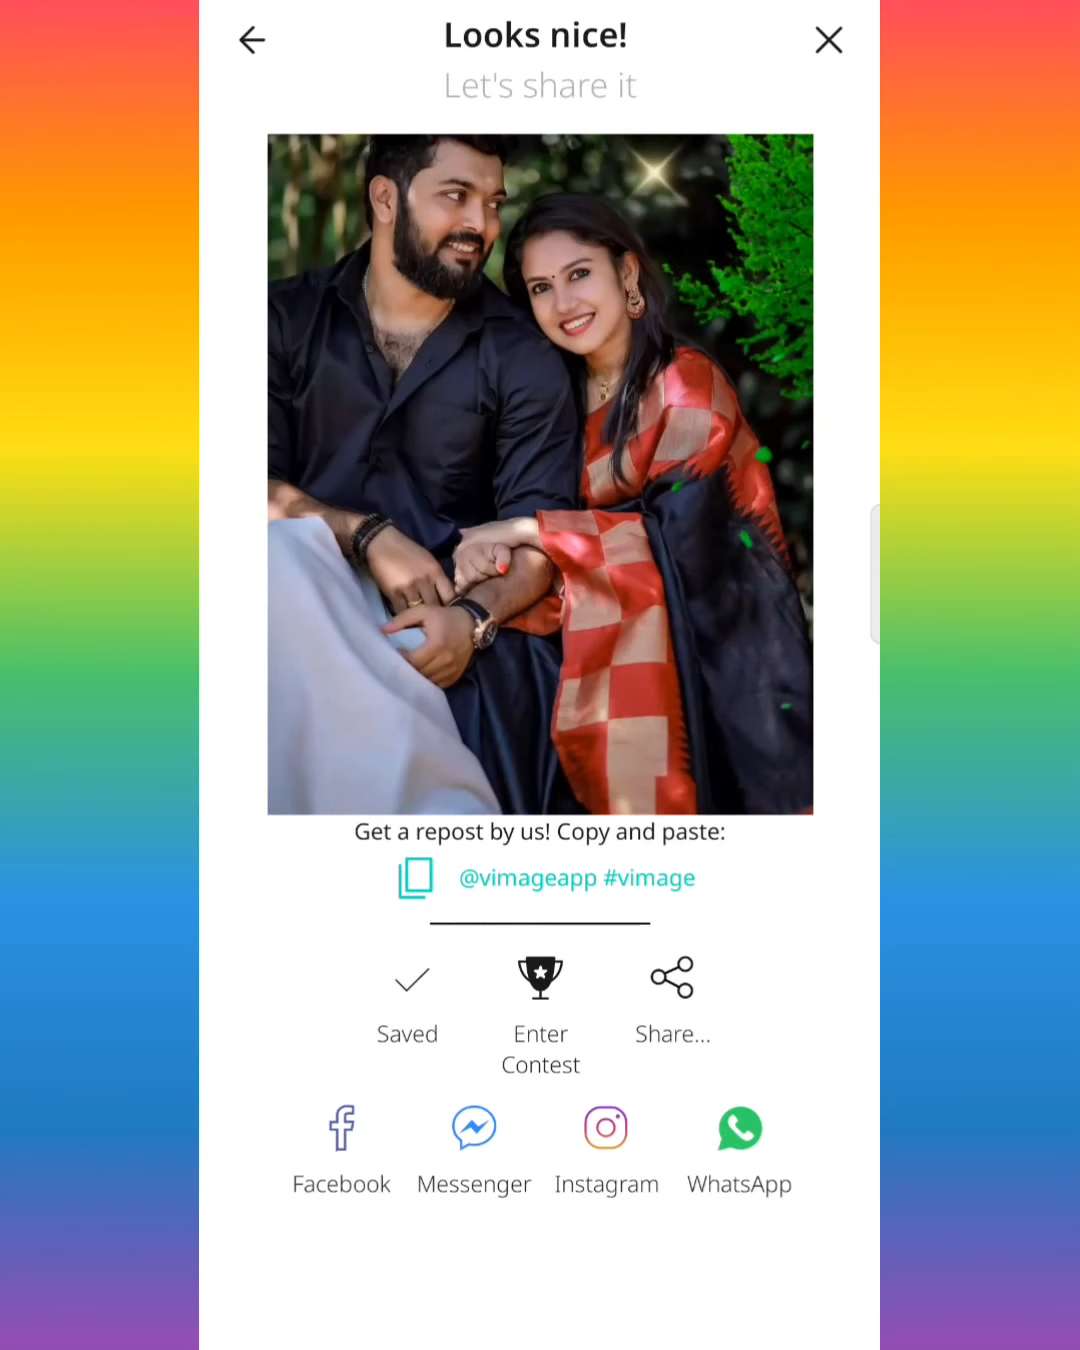 Looks nice!
Let's share it
Get a repost by us! Copy and paste:
@vimageapp #vimage
Saved
Enter
Contest
Share...
Facebook
Messenger
Instagram
WhatsApp